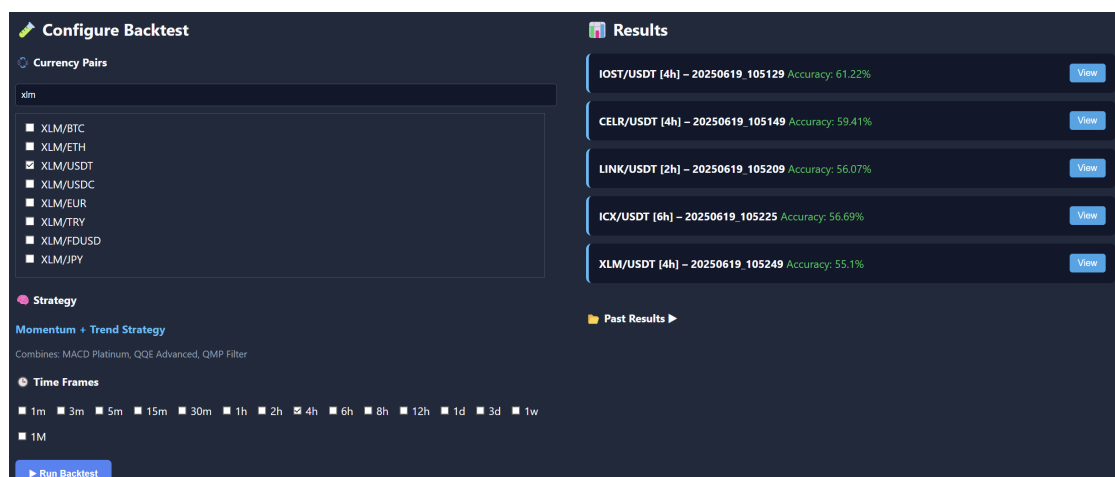 Configure Backtest
Currency Pairs
xlm
XLM/BTC
XLM/ETH
XLM/USDT
XLM/USDC
XLM/EUR
XLM/TRY
XLM/FDUSD
XLM/JPY
Strategy
Momentum + Trend Strategy
Combines: MACD Platinum, QQE Advanced, QMP Filter
Time Frames
1m 3m 5m 15m 30m 1h 2h 4h 6h 8h 12h 1d 3d 1w
1M
▶ Run Backtest
Results
IOST/USDT [4h] – 20250619_105129 Accuracy: 61.22% View
CELR/USDT [4h] – 20250619_105149 Accuracy: 59.41% View
LINK/USDT [2h] – 20250619_105209 Accuracy: 56.07% View
ICX/USDT [6h] – 20250619_105225 Accuracy: 56.69% View
XLM/USDT [4h] – 20250619_105249 Accuracy: 55.1% View
Past Results ▶